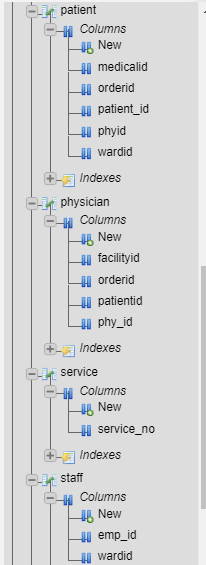 patient
Columns
New
medicalid
orderid
patient_id
phyid
wardid
Indexes
physician
Columns
New
facilityid
orderid
patientid
phy_id
Indexes
service
Columns
New
service_no
Indexes
staff
Columns
New
emp_id
wardid